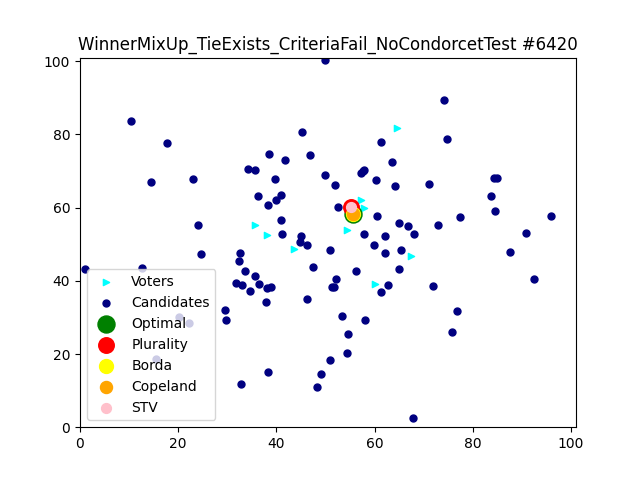 WinnerMixUp_TieExists_CriteriaFail_NoCondorcetTest #6420
100
80
60
40
20
0
Voters
Candidates
Optimal
Plurality
Borda
Copeland
STV
0 20 40 60 80 100